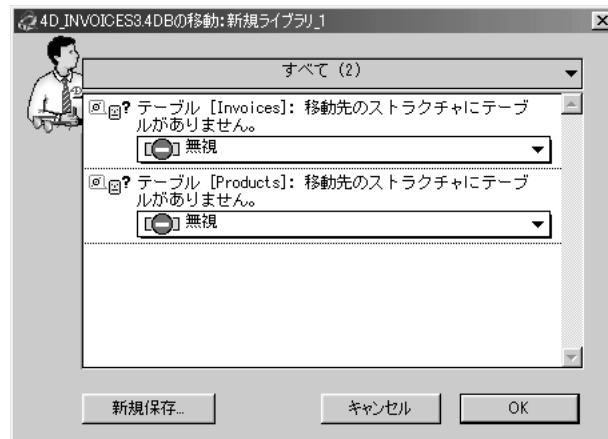 4D_INVOICES3.4DBの移動:新規ライブラリ_1
すべて (2)
? テーブル [Invoices]: 移動先のストラクチャにテーブ
ルがありません。
無視
? テーブル [Products]: 移動先のストラクチャにテーブ
ルがありません。
無視
新規保存... キャンセル OK